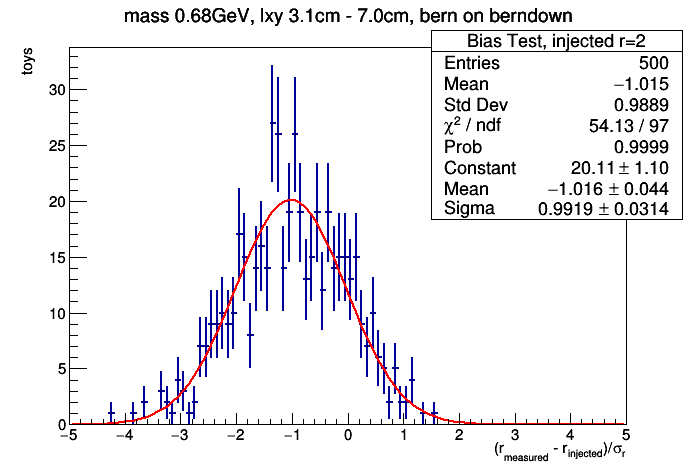 mass 0.68GeV, lxy 3.1cm - 7.0cm, bern on berndown
Bias Test, injected r=2
Entries 500
Mean −1.015
Std Dev 0.9889
χ² / ndf 54.13 / 97
Prob 0.9999
Constant 20.11 ± 1.10
Mean −1.016 ± 0.044
Sigma 0.9919 ± 0.0314
toys
30
25
20
15
10
5
0
−5 −4 −3 −2 −1 0 1 2 3 4 5
(r_measured - r_injected)/σ_r